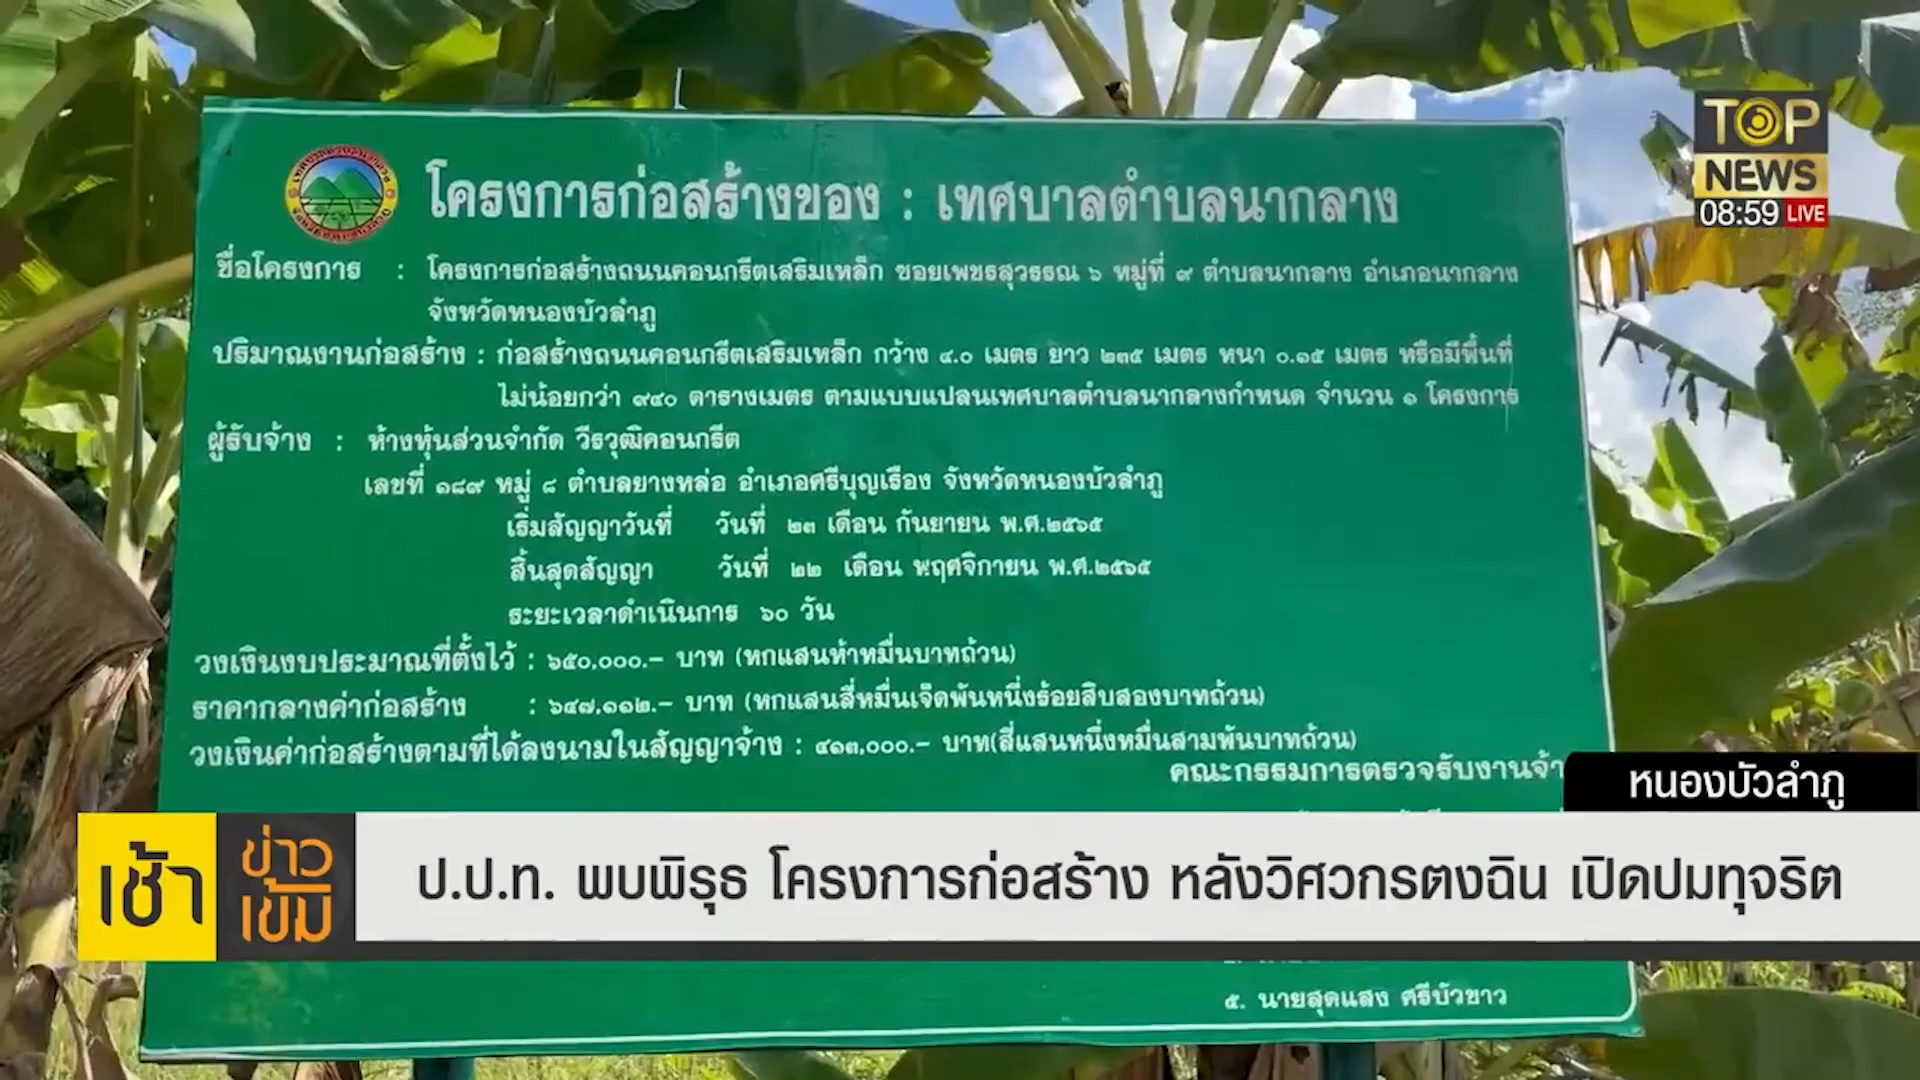 TOP
NEWS
08:59 LIVE
โครงการก่อสร้างของ : เทศบาลตำบลนากลาง
ชื่อโครงการ : โครงการก่อสร้างถนนคอนกรีตเสริมเหล็ก ซอยเพชรสุวรรณ ๖ หมู่ที่ ๙ ตำบลนากลาง อำเภอนากลาง
จังหวัดหนองบัวลำภู
ปริมาณงานก่อสร้าง : ก่อสร้างถนนคอนกรีตเสริมเหล็ก กว้าง ๔.๐ เมตร ยาว ๒๓๕ เมตร หนา ๐.๑๕ เมตร หรือมีพื้นที่
ไม่น้อยกว่า ๙๔๐ ตารางเมตร ตามแบบแปลนเทศบาลตำบลนากลางกำหนด จำนวน ๑ โครงการ
ผู้รับจ้าง : ห้างหุ้นส่วนจำกัด วีรวุฒิคอนกรีต
เลขที่ ๑๘๙ หมู่ ๘ ตำบลยางหล่อ อำเภอศรีบุญเรือง จังหวัดหนองบัวลำภู
เริ่มสัญญาวันที่ วันที่ ๒๓ เดือน กันยายน พ.ศ.๒๕๖๕
สิ้นสุดสัญญา วันที่ ๒๒ เดือน พฤศจิกายน พ.ศ.๒๕๖๕
ระยะเวลาดำเนินการ ๖๐ วัน
วงเงินงบประมาณที่ตั้งไว้ : ๖๕๐,๐๐๐.- บาท (หกแสนห้าหมื่นบาทถ้วน)
ราคากลางค่าก่อสร้าง : ๖๔๗,๑๑๒.- บาท (หกแสนสี่หมื่นเจ็ดพันหนึ่งร้อยสิบสองบาทถ้วน)
วงเงินค่าก่อสร้างตามที่ได้ลงนามในสัญญาจ้าง : ๔๑๓,๐๐๐.- บาท(สี่แสนหนึ่งหมื่นสามพันบาทถ้วน)
คณะกรรมการตรวจรับงานจ้า
หนองบัวลำภู
เช้า ข่าวเข้ม
ป.ป.ท. พบพิรุธ โครงการก่อสร้าง หลังวิศวกรตงฉิน เปิดปมทุจริต
๕. นายสุดแสง ศรีบัวขาว